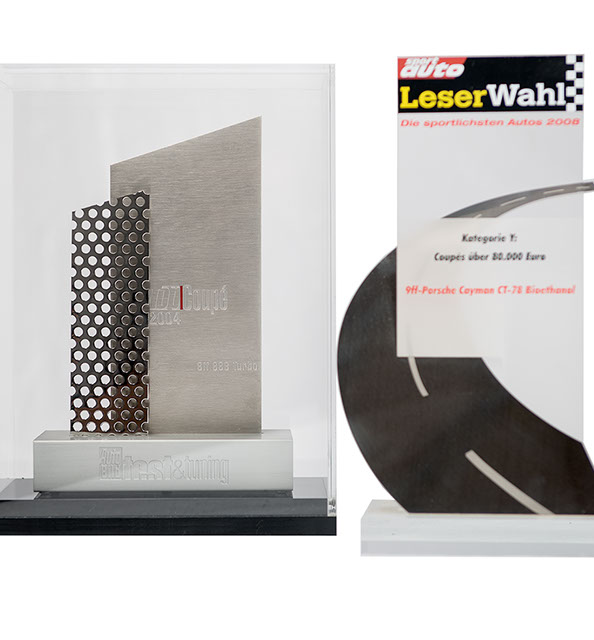 Coupé
2004
test&tuning
sport
auto
LeserWahl
Die sportlichsten Autos 2008
Kategorie Y:
Coupés über 80.000 Euro
9ff-Porsche Cayman CT-78 Bioethanol